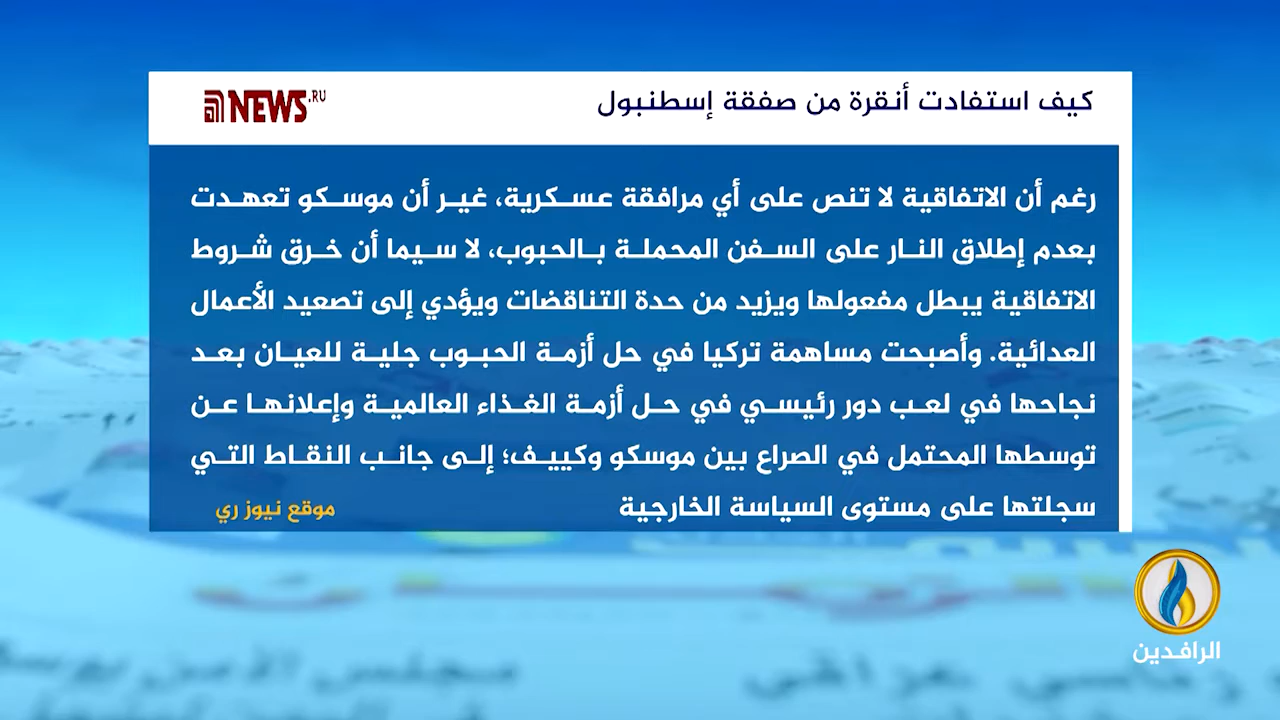 كيف استفادت أنقرة من صفقة إسطنبول
NEWS.RU
رغم أن الاتفاقية لا تنص على أي مرافقة عسكرية، غير أن موسكو تعهدت
بعدم إطلاق النار على السفن المحملة بالحبوب، لا سيما أن خرق شروط
الاتفاقية يبطل مفعولها ويزيد من حدة التناقضات ويؤدي إلى تصعيد الأعمال
العدائية. وأصبحت مساهمة تركيا في حل أزمة الحبوب جلية للعيان بعد
نجاحها في لعب دور رئيسي في حل أزمة الغذاء العالمية وإعلانها عن
توسطها المحتمل في الصراع بين موسكو وكييف؛ إلى جانب النقاط التي
سجلتها على مستوى السياسة الخارجية
موقع نيوز ري
الرافدين
مجلس الأمن